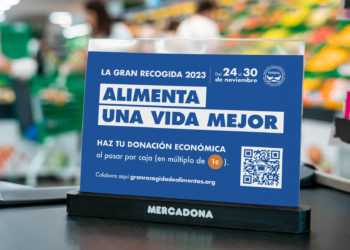 LA GRAN RECOGIDA 2023
Del 24 al 30
de noviembre
ALIMENTA
UNA VIDA MEJOR
HAZ TU DONACIÓN ECONÓMICA
al pasar por caja (en múltiplo de 1€).
Colabora aquí granrecogidadealimentos.org
MERCADONA